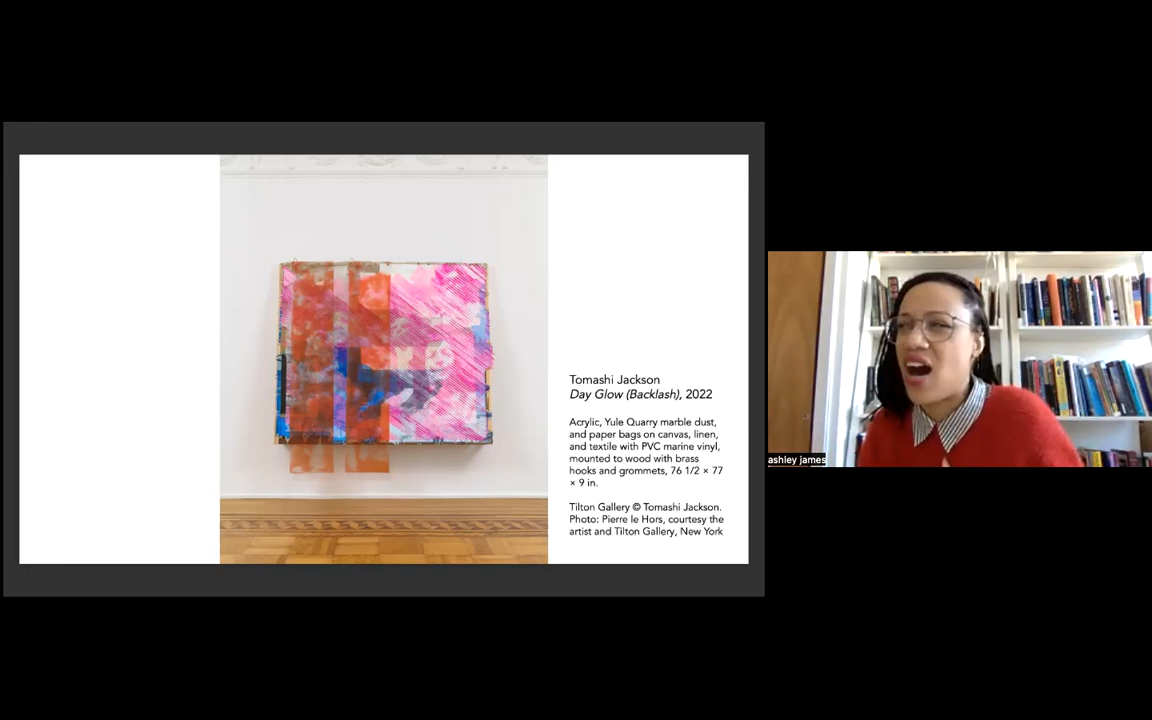 Tomashi Jackson
Day Glow (Backlash), 2022
Acrylic, Yule Quarry marble dust,
and paper bags on canvas, linen,
and textile with PVC marine vinyl,
mounted to wood with brass
hooks and grommets, 76 1/2 × 77
× 9 in.
Tilton Gallery © Tomashi Jackson.
Photo: Pierre le Hors, courtesy the
artist and Tilton Gallery, New York
ashley james